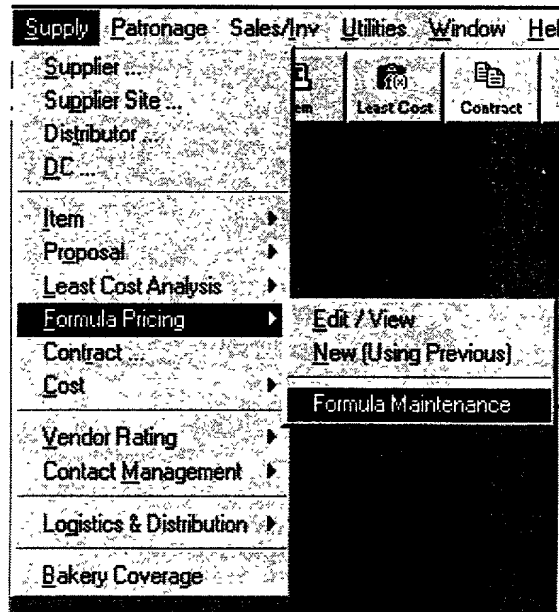 Supply Patronage Sales/Inv Utilities Window Hel
Supplier ...
Supplier Site ...
Distributor ...
DC ...
em Least Cost Contract
Item
Proposal
Least Cost Analysis
Formula Pricing
Edit / View
Contract ...
New (Using Previous)
Cost
Formula Maintenance
Vendor Rating
Contact Management
Logistics & Distribution
Bakery Coverage